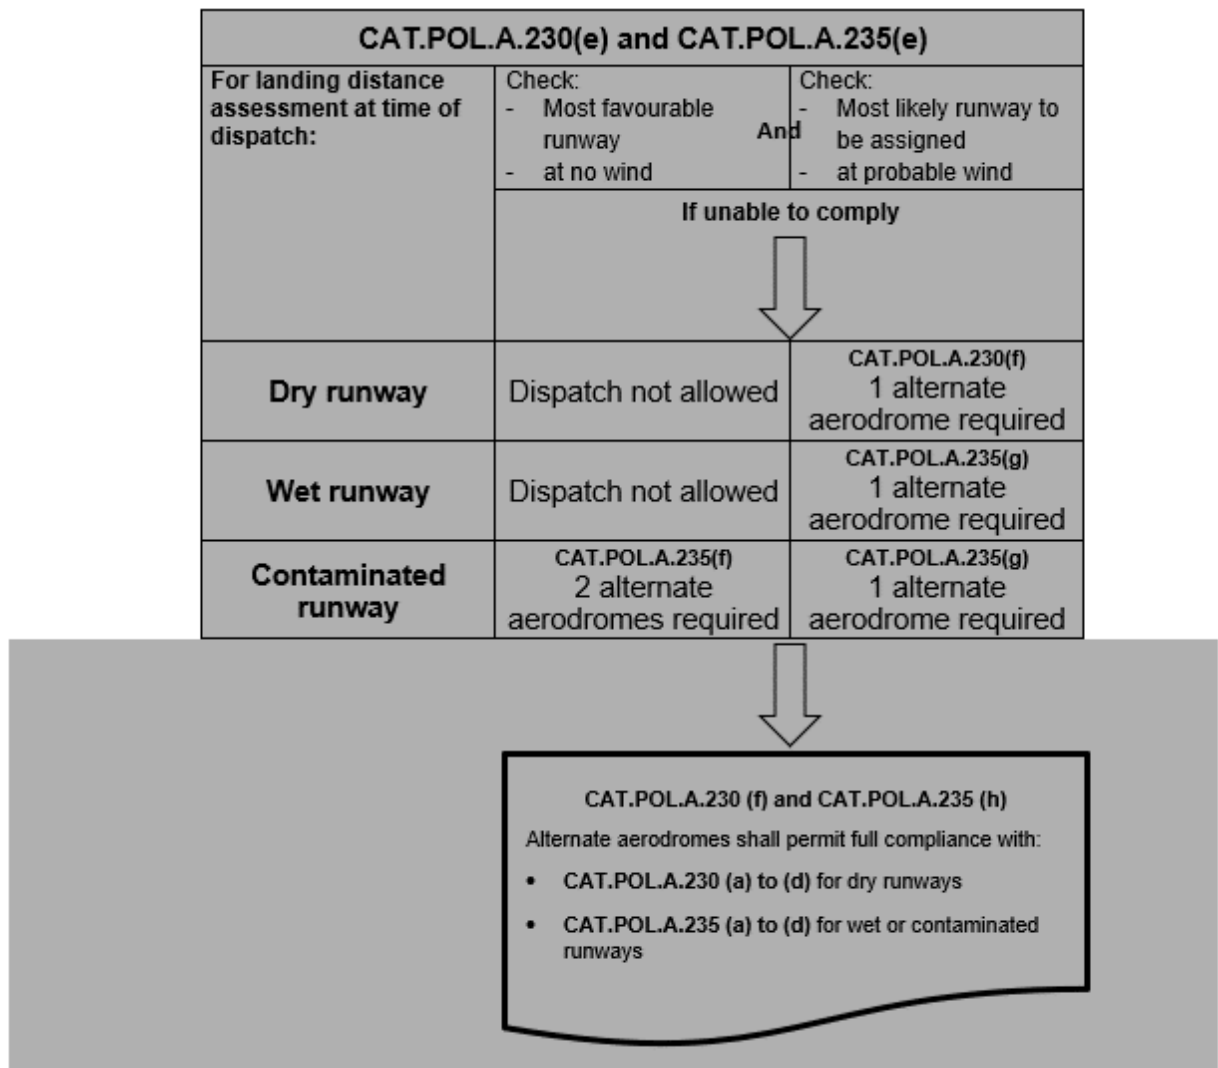 CAT.POL.A.230(e) and CAT.POL.A.235(e)
For landing distance
assessment at time of
dispatch:
Check:
- Most favourable
runway
- at no wind
And
Check:
- Most likely runway to
be assigned
- at probable wind
If unable to comply
Dry runway
Dispatch not allowed
CAT.POL.A.230(f)
1 alternate
aerodrome required
Wet runway
Dispatch not allowed
CAT.POL.A.235(g)
1 alternate
aerodrome required
Contaminated
runway
CAT.POL.A.235(f)
2 alternate
aerodromes required
CAT.POL.A.235(g)
1 alternate
aerodrome required
CAT.POL.A.230 (f) and CAT.POL.A.235 (h)
Alternate aerodromes shall permit full compliance with:
• CAT.POL.A.230 (a) to (d) for dry runways
• CAT.POL.A.235 (a) to (d) for wet or contaminated
runways